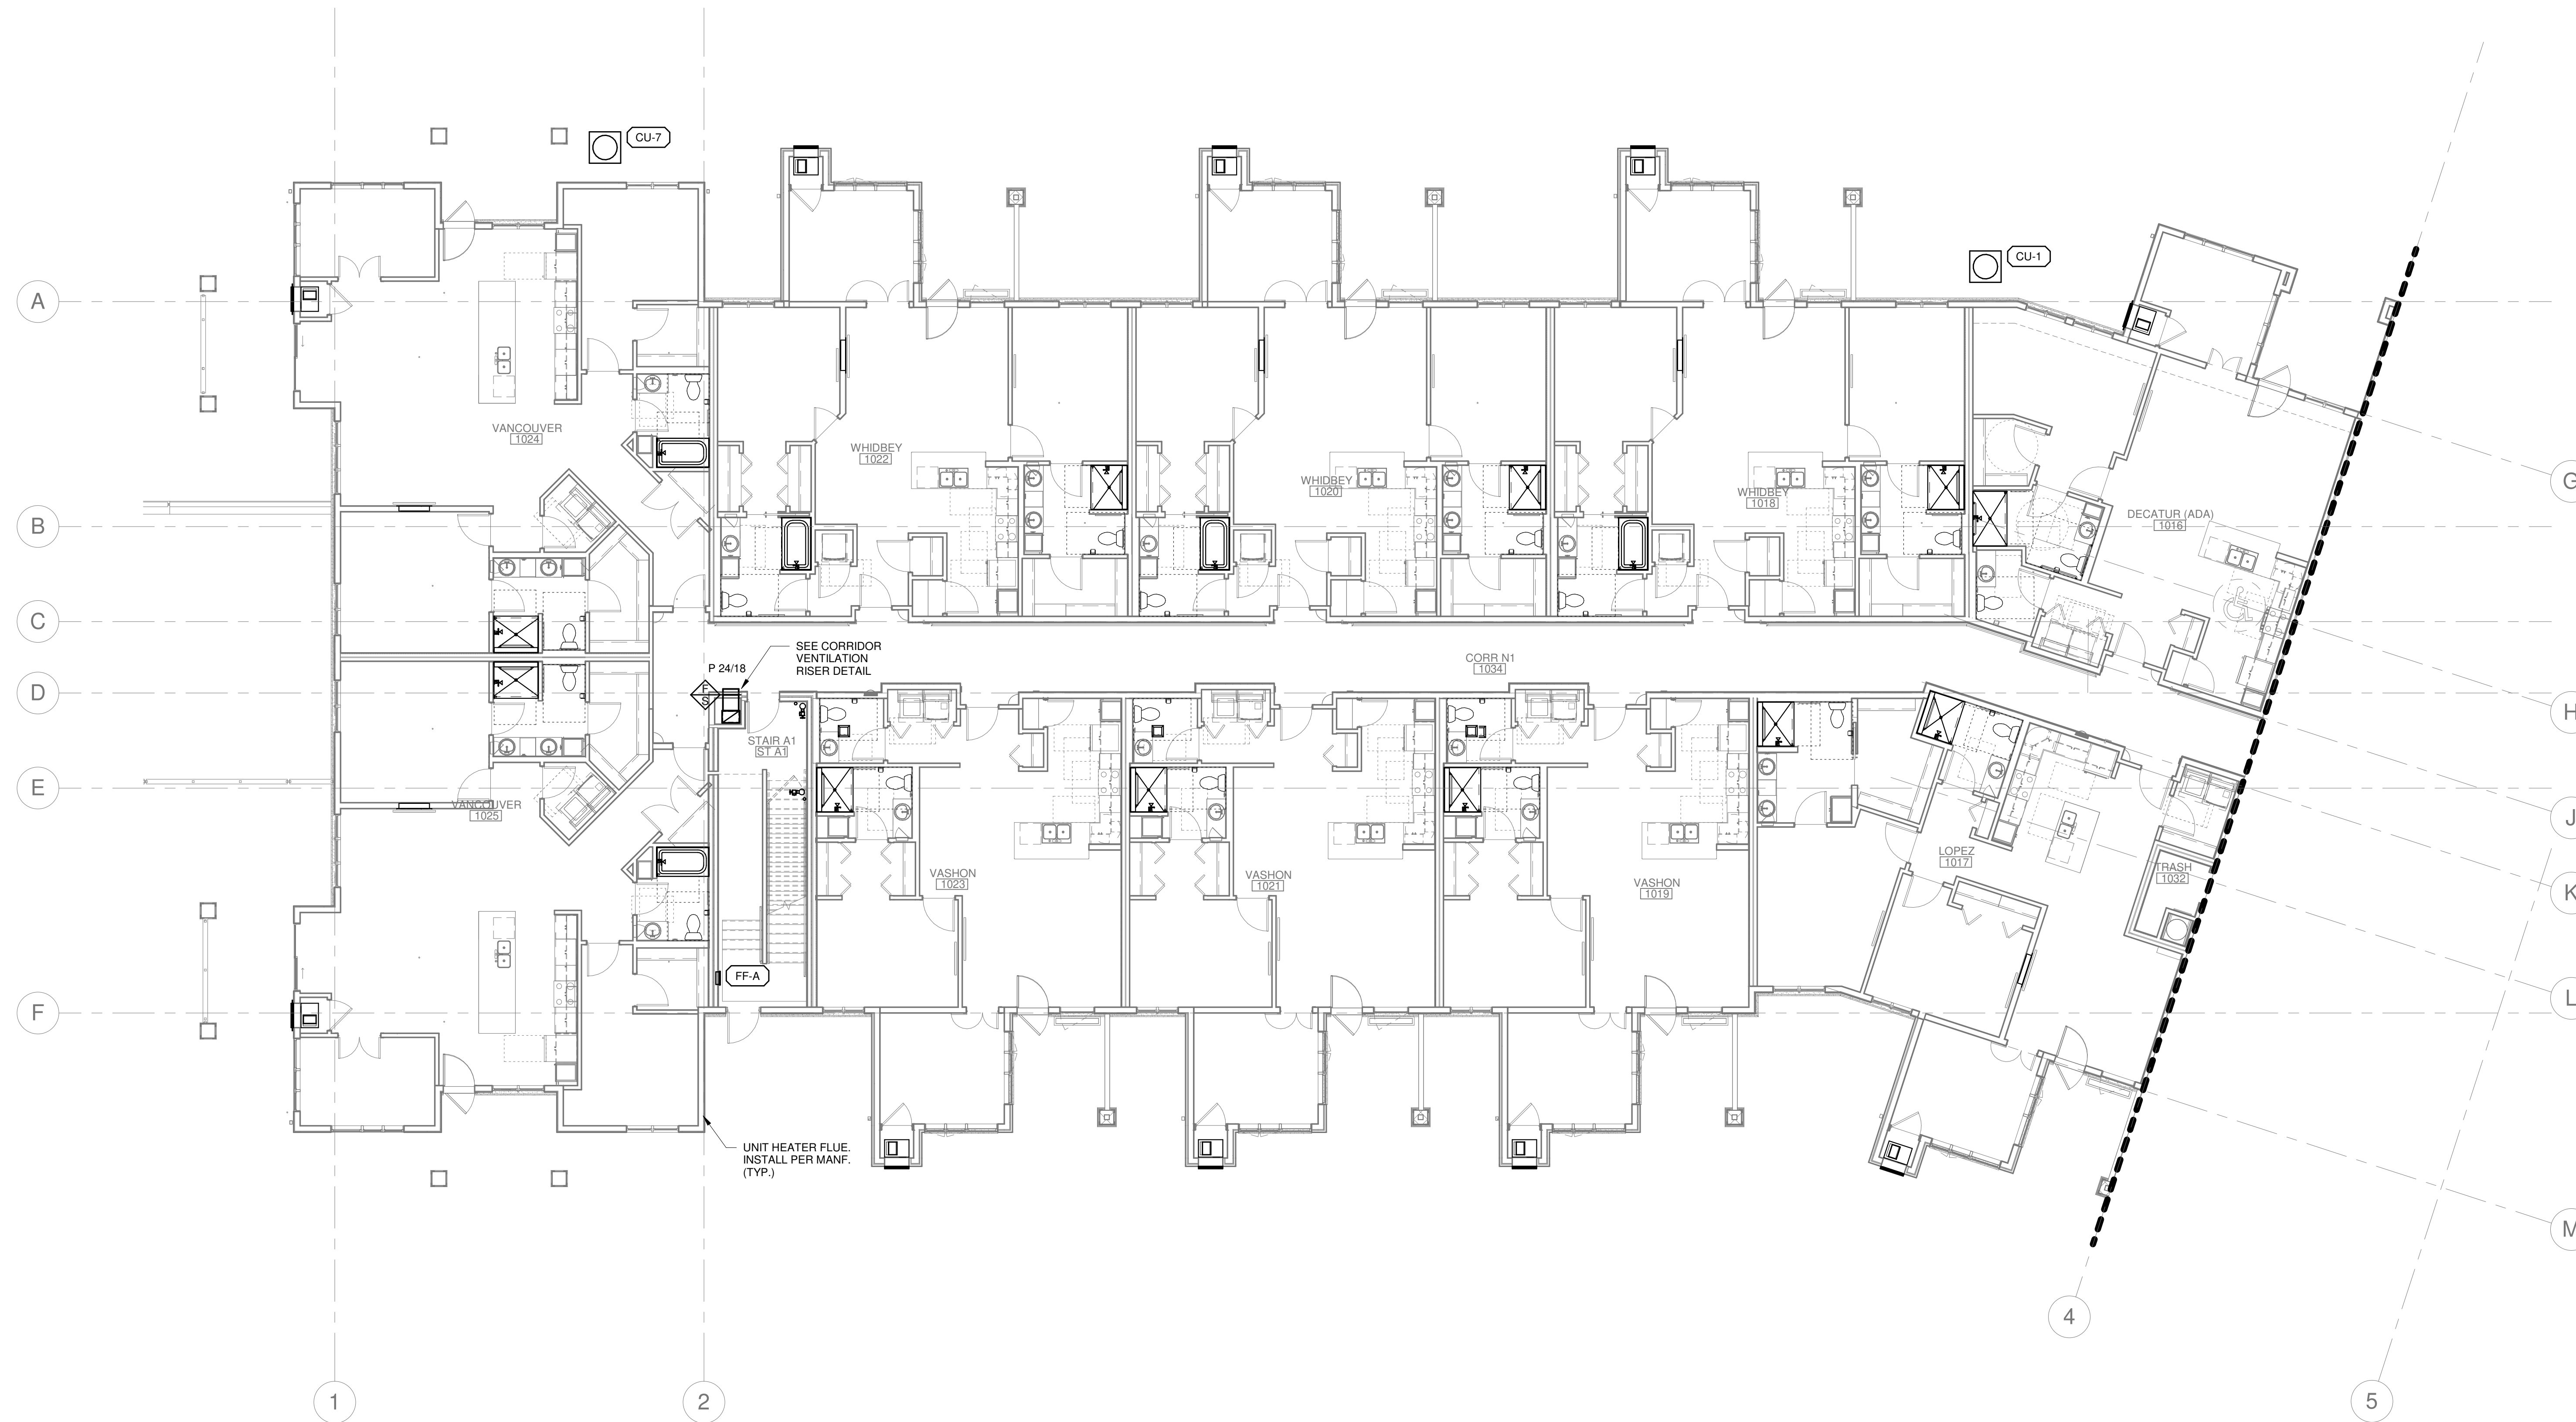 CU-7
CU-1
A
VANCOUVER
1024
WHIDBEY
1022
WHIDBEY
1020
WHIDBEY
1018
G
B
DECATUR (ADA)
1016
C
SEE CORRIDOR
VENTILATION
RISER DETAIL
P 24/18
CORR N1
1034
D
F
S
H
STAIR A1
ST A1
E
VANCOUVER
1025
J
LOPEZ
1017
TRASH
1032
K
VASHON
1023
VASHON
1021
VASHON
1019
FF-A
L
F
UNIT HEATER FLUE.
INSTALL PER MANF.
(TYP.)
M
4
1
2
5